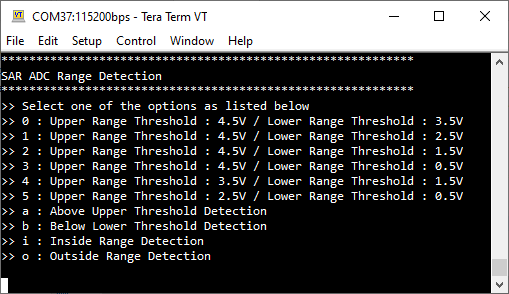 COM37:115200bps - Tera Term VT
File Edit Setup Control Window Help
************************************************************
SAR ADC Range Detection
************************************************************
>> Select one of the options as listed below
>> 0 : Upper Range Threshold : 4.5V / Lower Range Threshold : 3.5V
>> 1 : Upper Range Threshold : 4.5V / Lower Range Threshold : 2.5V
>> 2 : Upper Range Threshold : 4.5V / Lower Range Threshold : 1.5V
>> 3 : Upper Range Threshold : 4.5V / Lower Range Threshold : 0.5V
>> 4 : Upper Range Threshold : 3.5V / Lower Range Threshold : 1.5V
>> 5 : Upper Range Threshold : 2.5V / Lower Range Threshold : 0.5V
>> a : Above Upper Threshold Detection
>> b : Below Lower Threshold Detection
>> i : Inside Range Detection
>> o : Outside Range Detection